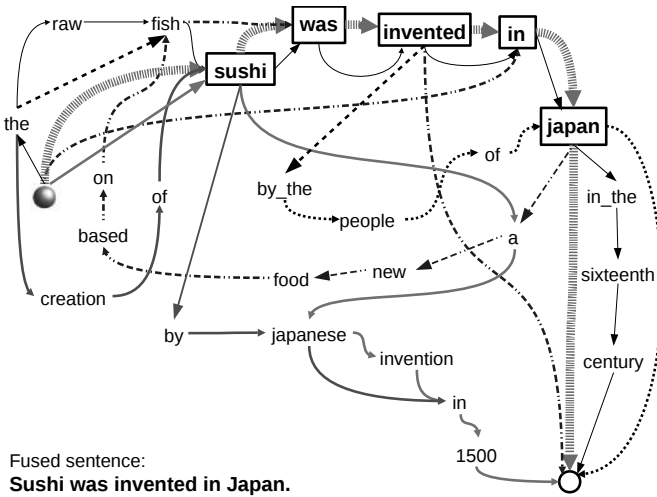 raw
fish
was
invented
in
sushi
the
japan
of
on
by_the
of
in_the
people
based
a
food
new
sixteenth
creation
by
japanese
invention
century
in
1500
Fused sentence:
Sushi was invented in Japan.